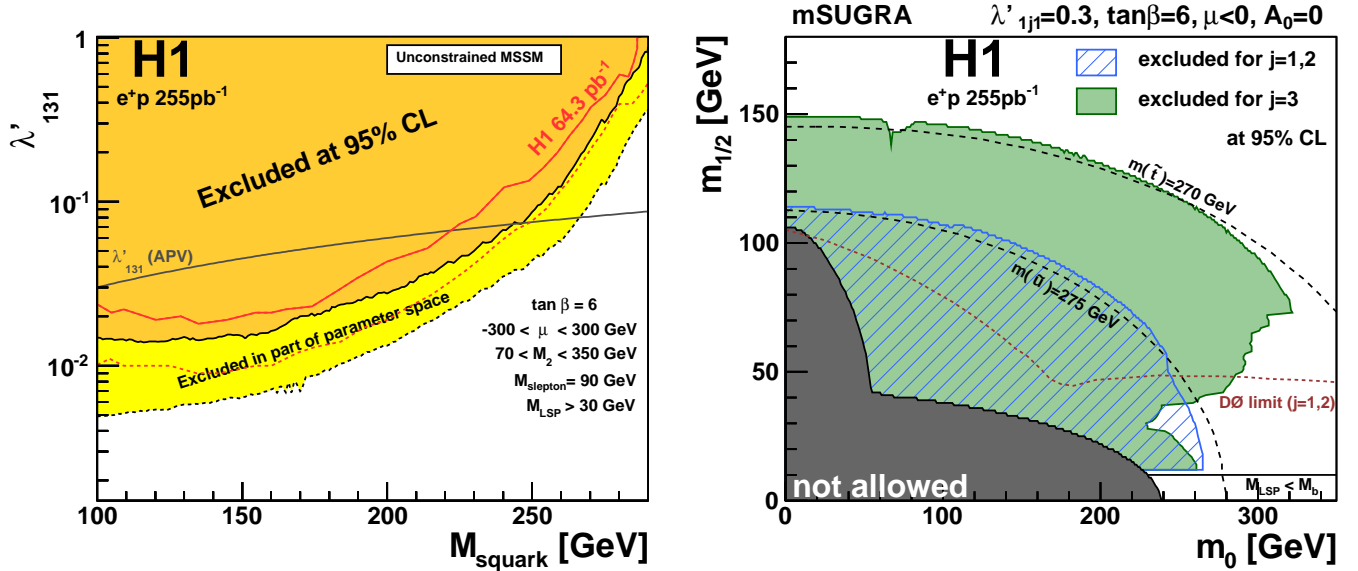 H1
e⁺p 255pb⁻¹
Unconstrained MSSM
H1 64.3 pb⁻¹
Excluded at 95% CL
λ'₁₃₁ (APV)
Excluded in part of parameter space
tan β = 6
-300 < μ < 300 GeV
70 < M₂ < 350 GeV
M_slepton = 90 GeV
M_LSP > 30 GeV
λ'₁₃₁
1
10⁻¹
10⁻²
100 150 200 250
M_squark [GeV]
mSUGRA λ'₁ⱼ₁=0.3, tanβ=6, μ<0, A₀=0
H1
e⁺p 255pb⁻¹
excluded for j=1,2
excluded for j=3
at 95% CL
m(t̃)=270 GeV
m(ũ)=275 GeV
DØ limit (j=1,2)
not allowed
M_LSP < M_b
m₁/₂ [GeV]
150
100
50
0
0 100 200 300
m₀ [GeV]